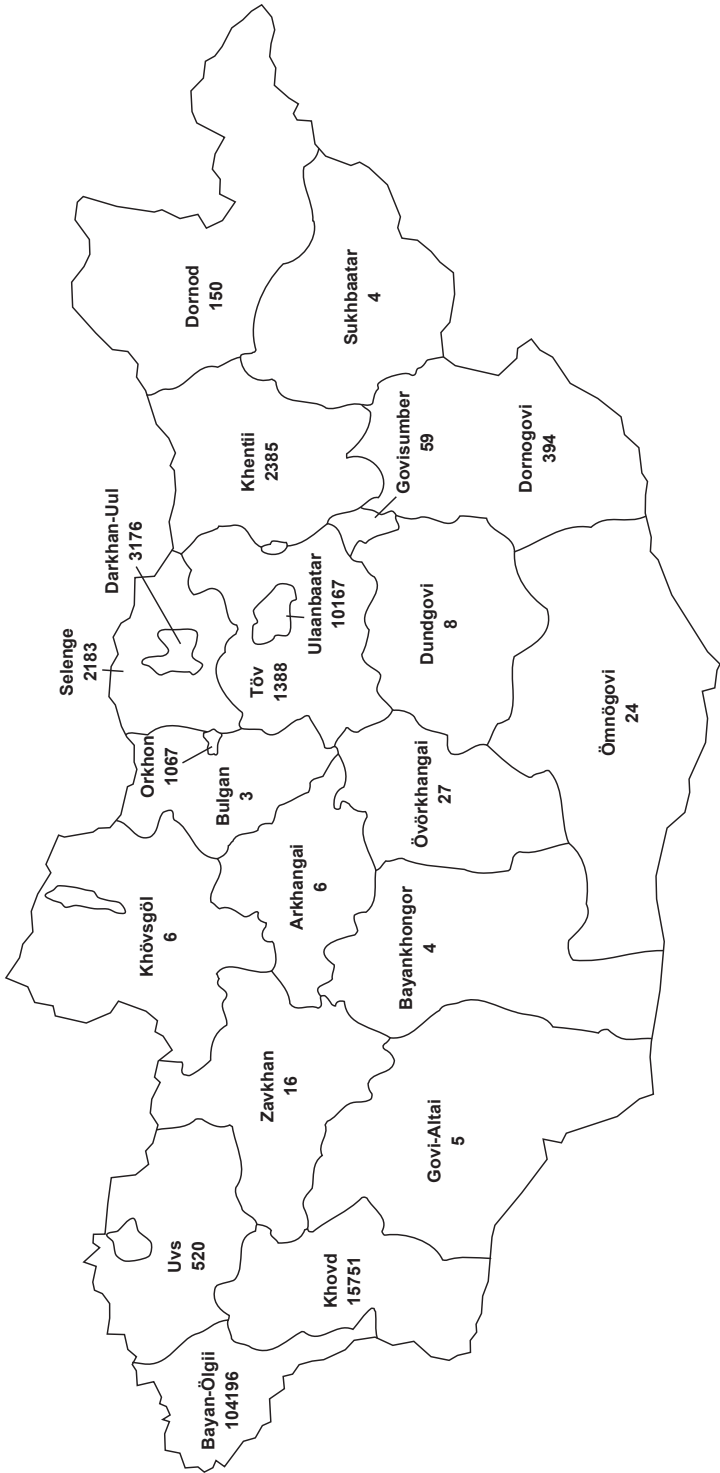 Bayan-Ölgii
104196
Uvs
520
Khovd
15751
Zavkhan
16
Govi-Altai
5
Khövsgöl
6
Arkhangai
6
Bayankhongor
4
Orkhon
1067
Bulgan
3
Övörkhangai
27
Selenge
2183
Darkhan-Uul
3176
Töv
1388
Ulaanbaatar
10167
Dundgovi
8
Ömnögovi
24
Khentii
2385
Govisumber
59
Dornogovi
394
Dornod
150
Sukhbaatar
4